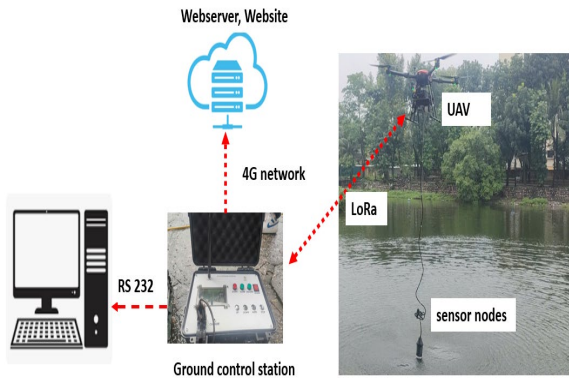 Webserver, Website
UAV
4G network
LoRa
RS 232
sensor nodes
Ground control station